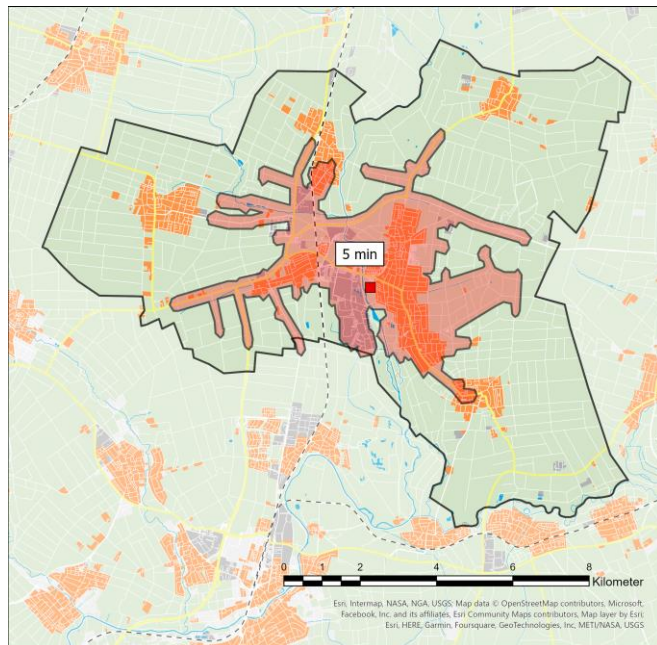 5 min
0 1 2 4 6 8
Kilometer
Esri, Intermap, NASA, NGA, USGS; Map data © OpenStreetMap contributors, Microsoft,
Facebook, Inc. and its affiliates, Esri Community Maps contributors, Map layer by Esri,
Esri, HERE, Garmin, Foursquare, GeoTechnologies, Inc, METI/NASA, USGS